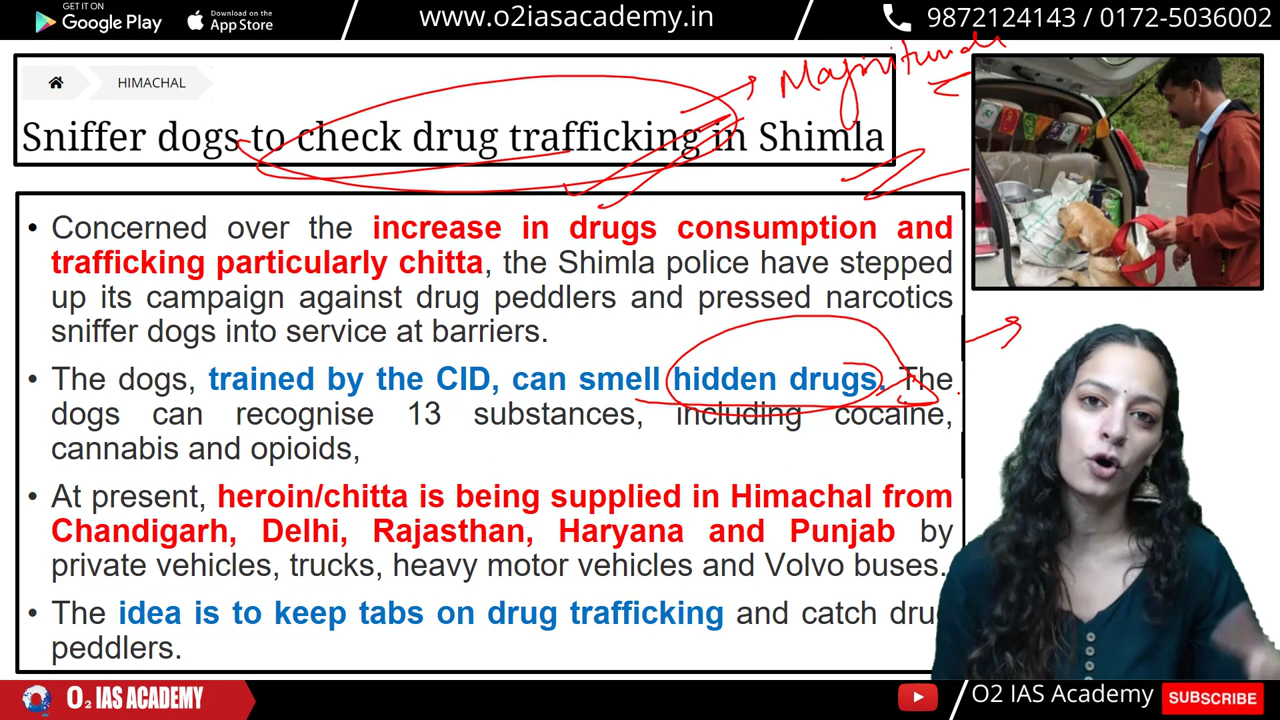 GET IT ON
Google Play
Download on the
App Store
www.o2iasacademy.in
9872124143 / 0172-5036002
HIMACHAL
Magnitude
Sniffer dogs to check drug trafficking in Shimla
• Concerned over the increase in drugs consumption and
trafficking particularly chitta, the Shimla police have stepped
up its campaign against drug peddlers and pressed narcotics
sniffer dogs into service at barriers.
• The dogs, trained by the CID, can smell hidden drugs. The
dogs can recognise 13 substances, including cocaine,
cannabis and opioids,
• At present, heroin/chitta is being supplied in Himachal from
Chandigarh, Delhi, Rajasthan, Haryana and Punjab by
private vehicles, trucks, heavy motor vehicles and Volvo buses.
• The idea is to keep tabs on drug trafficking and catch drug
peddlers.
O₂ IAS ACADEMY
O2 IAS Academy
SUBSCRIBE